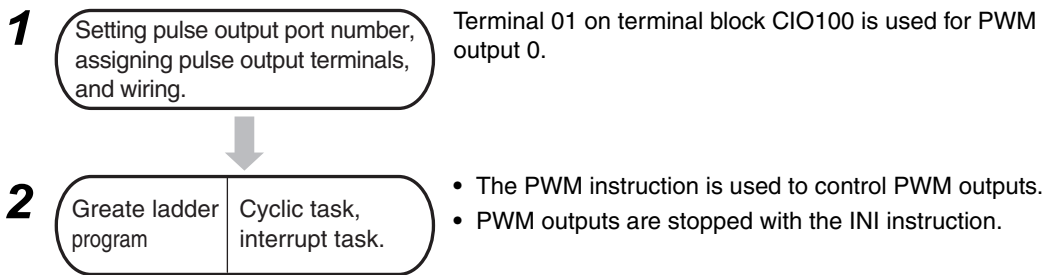 1
Setting pulse output port number,
assigning pulse output terminals,
and wiring.
Terminal 01 on terminal block CIO100 is used for PWM
output 0.
2
Greate ladder
program
Cyclic task,
interrupt task.
• The PWM instruction is used to control PWM outputs.
• PWM outputs are stopped with the INI instruction.